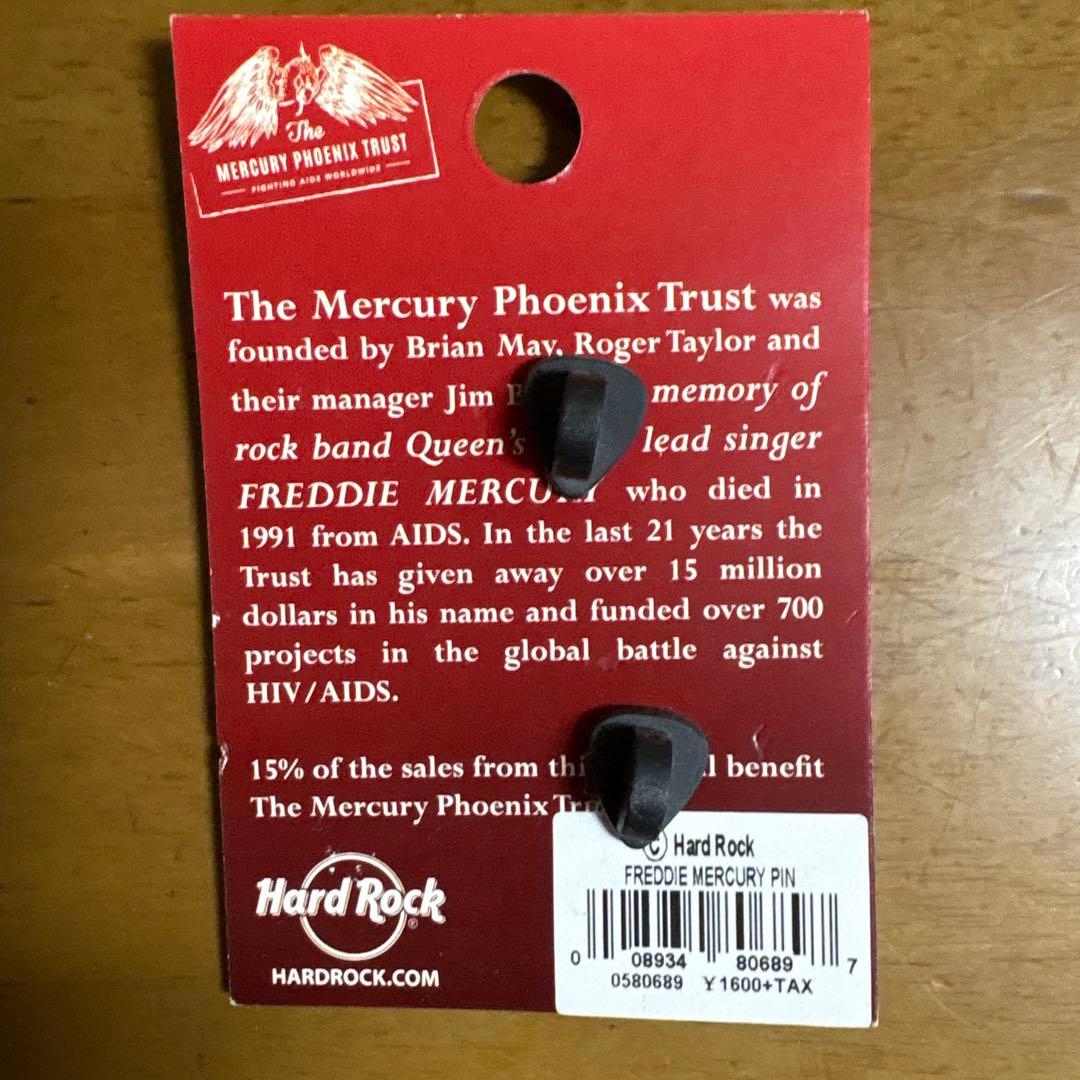 The
MERCURY PHOENIX TRUST
FIGHTING AIDS WORLDWIDE
The Mercury Phoenix Trust was
founded by Brian May, Roger Taylor and
their manager Jim memory of
rock band Queen's lead singer
FREDDIE MERCURY who died in
1991 from AIDS. In the last 21 years the
Trust has given away over 15 million
dollars in his name and funded over 700
projects in the global battle against
HIV/AIDS.
15% of the sales from benefit
The Mercury Phoenix
Hard Rock
®
HARDROCK.COM
© Hard Rock
FREDDIE MERCURY PIN
0 08934 80689 7
0580689 Y1600+TAX